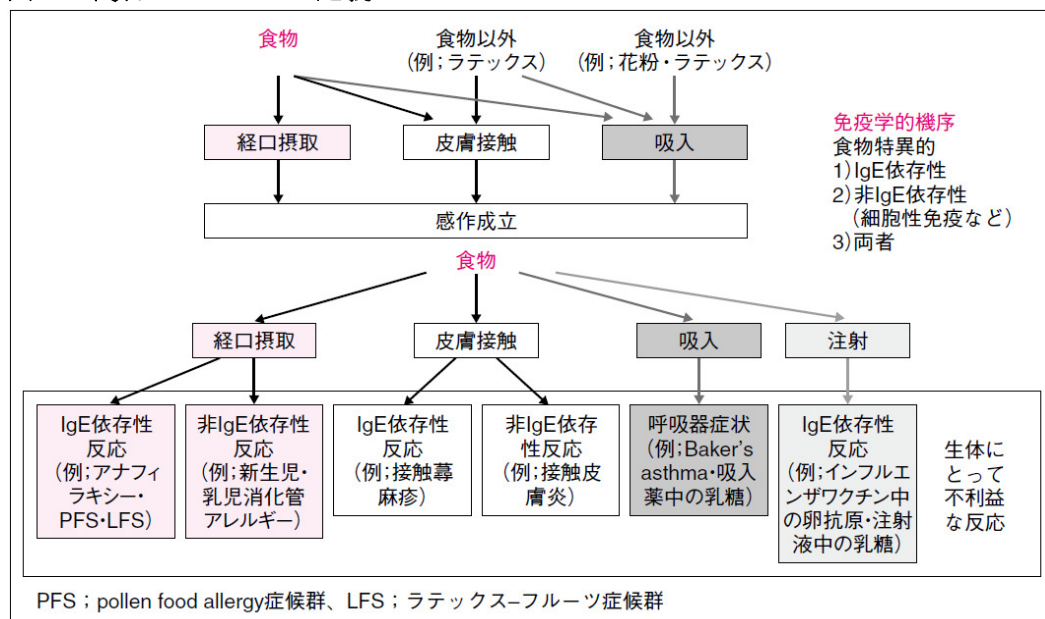 食物
食物以外
(例;ラテックス)
食物以外
(例;花粉・ラテックス)
経口摂取
皮膚接触
吸入
感作成立
免疫学的機序
食物特異的
1)IgE依存性
2)非IgE依存性
(細胞性免疫など)
3)両者
食物
経口摂取
皮膚接触
吸入
注射
IgE依存性
反応
(例;アナフィ
ラキシー・
PFS・LFS)
非IgE依存性
反応
(例;新生児・
乳児消化管
アレルギー)
IgE依存性
反応
(例;接触蕁
麻疹)
非IgE依存
性反応
(例;接触皮
膚炎)
呼吸器症状
(例;Baker's
asthma・吸入
薬中の乳糖)
IgE依存性
反応
(例;インフルエ
ンザワクチン中
の卵抗原・注射
液中の乳糖)
生体に
とって
不利益
な反応
PFS;pollen food allergy症候群、LFS;ラテックス–フルーツ症候群